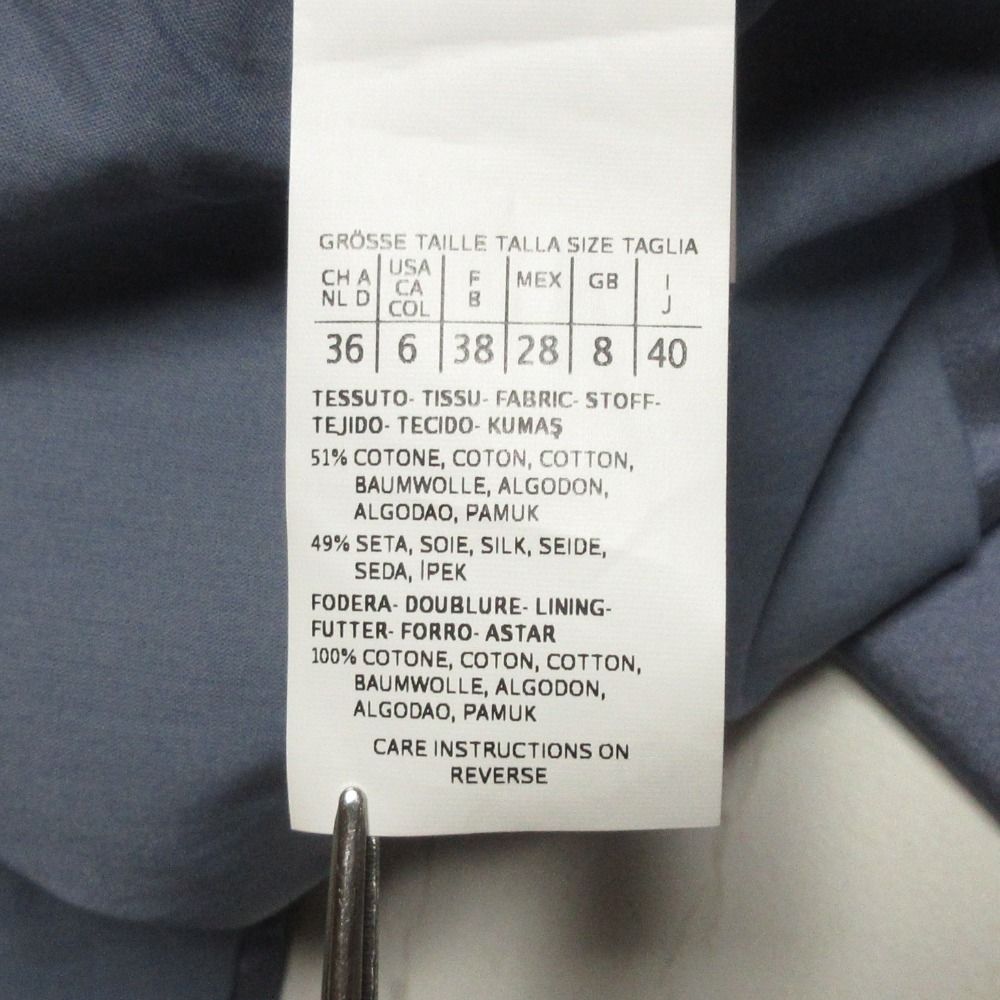 GRÖSSE TAILLE TALLA SIZE TAGLIA
CH A NL D | USA CA COL | F B | MEX | GB | I J
36 | 6 | 38 | 28 | 8 | 40
TESSUTO- TISSU- FABRIC- STOFF-
TEJIDO- TECIDO- KUMAŞ
51% COTONE, COTON, COTTON,
BAUMWOLLE, ALGODON,
ALGODAO, PAMUK
49% SETA, SOIE, SILK, SEIDE,
SEDA, İPEK
FODERA- DOUBLURE- LINING-
FUTTER- FORRO- ASTAR
100% COTONE, COTON, COTTON,
BAUMWOLLE, ALGODON,
ALGODAO, PAMUK
CARE INSTRUCTIONS ON
REVERSE